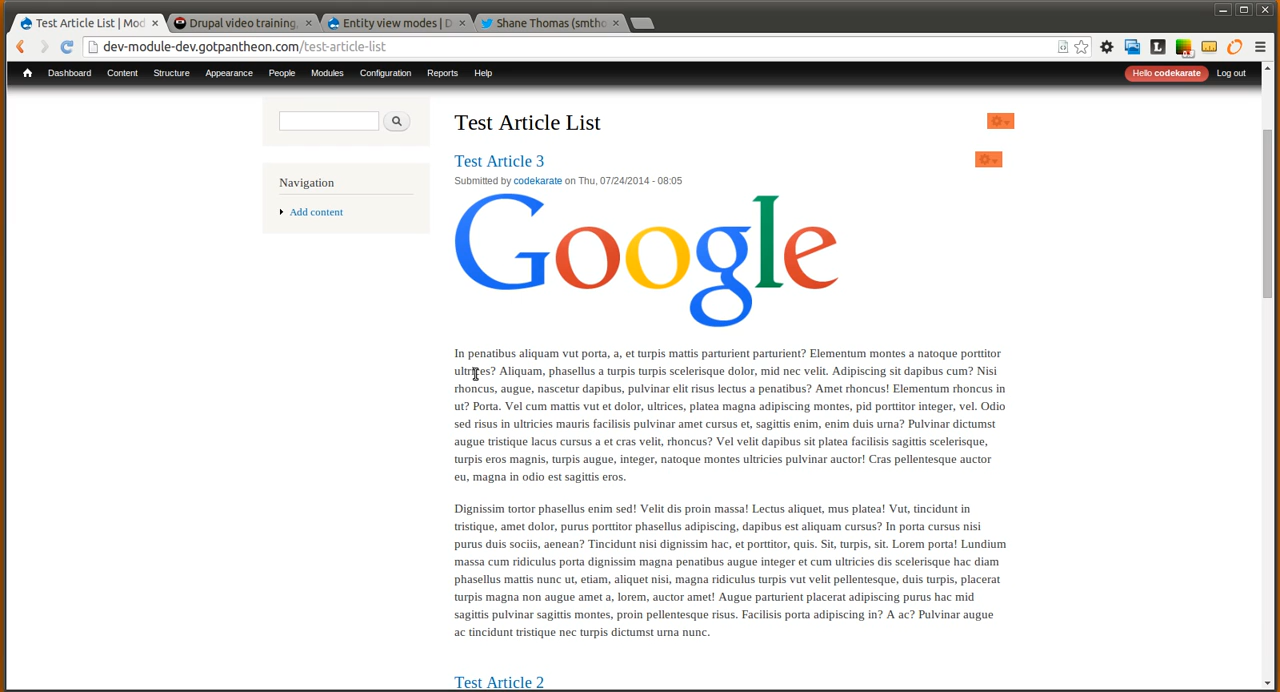 Test Article List | Mod
Drupal video training,
Entity view modes | D
Shane Thomas (smtho
dev-module-dev.gotpantheon.com/test-article-list
Dashboard Content Structure Appearance People Modules Configuration Reports Help
Hello codekarate Log out
Test Article List
Navigation
Add content
Test Article 3
Submitted by codekarate on Thu, 07/24/2014 - 08:05
Google
In penatibus aliquam vut porta, a, et turpis mattis parturient parturient? Elementum montes a natoque porttitor
ultrices? Aliquam, phasellus a turpis turpis scelerisque dolor, mid nec velit. Adipiscing sit dapibus cum? Nisi
rhoncus, augue, nascetur dapibus, pulvinar elit risus lectus a penatibus? Amet rhoncus! Elementum rhoncus in
ut? Porta. Vel cum mattis vut et dolor, ultrices, platea magna adipiscing montes, pid porttitor integer, vel. Odio
sed risus in ultricies mauris facilisis pulvinar amet cursus et, sagittis enim, enim duis urna? Pulvinar dictumst
augue tristique lacus cursus a et cras velit, rhoncus? Vel velit dapibus sit platea facilisis sagittis scelerisque,
turpis eros magnis, turpis augue, integer, natoque montes ultricies pulvinar auctor! Cras pellentesque auctor
eu, magna in odio est sagittis eros.
Dignissim tortor phasellus enim sed! Velit dis proin massa! Lectus aliquet, mus platea! Vut, tincidunt in
tristique, amet dolor, purus porttitor phasellus adipiscing, dapibus est aliquam cursus? In porta cursus nisi
purus duis sociis, aenean? Tincidunt nisi dignissim hac, et porttitor, quis. Sit, turpis, sit. Lorem porta! Lundium
massa cum ridiculus porta dignissim magna penatibus augue integer et cum ultricies dis scelerisque hac diam
phasellus mattis nunc ut, etiam, aliquet nisi, magna ridiculus turpis vut velit pellentesque, duis turpis, placerat
turpis magna non augue amet a, lorem, auctor amet! Augue parturient placerat adipiscing purus hac mid
sagittis pulvinar sagittis montes, proin pellentesque risus. Facilisis porta adipiscing in? A ac? Pulvinar augue
ac tincidunt tristique nec turpis dictumst urna nunc.
Test Article 2